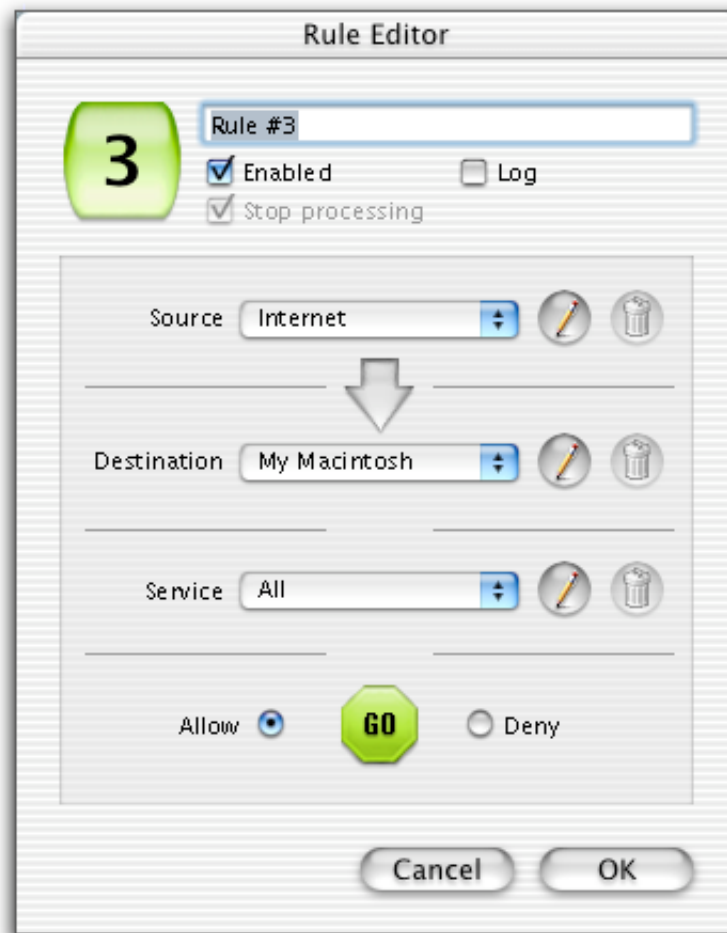 Rule Editor
3
Rule #3
Enabled Log
Stop processing
Source Internet
Destination My Macintosh
Service All
Allow GO Deny
Cancel OK